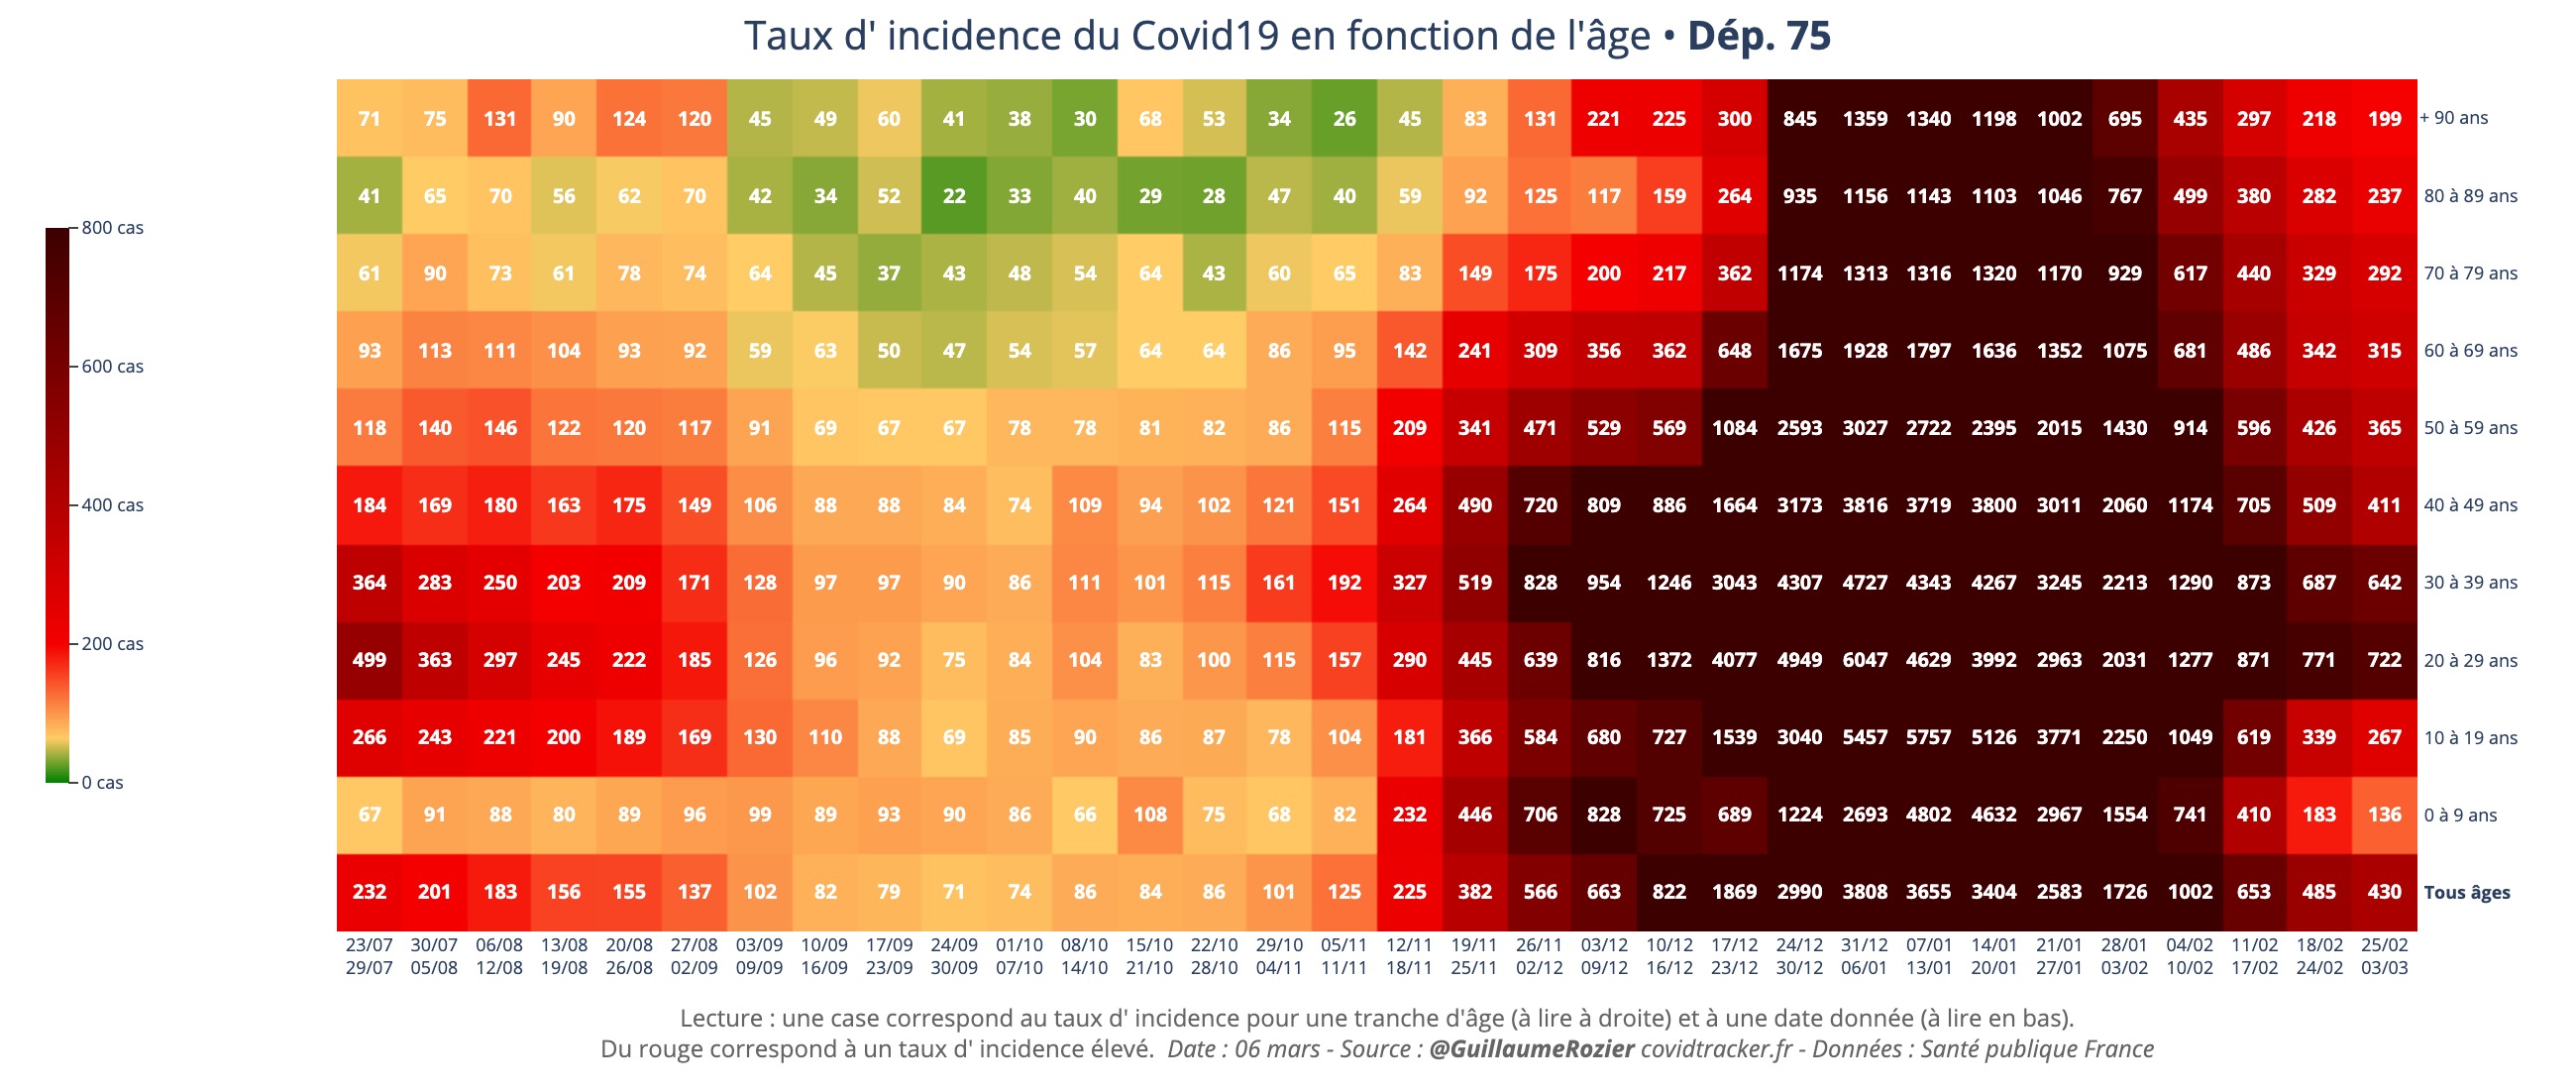 Taux d' incidence du Covid19 en fonction de l'âge • Dép. 75
800 cas
600 cas
400 cas
200 cas
0 cas
71 75 131 90 124 120 45 49 60 41 38 30 68 53 34 26 45 83 131 221 225 300 845 1359 1340 1198 1002 695 435 297 218 199 + 90 ans
41 65 70 56 62 70 42 34 52 22 33 40 29 28 47 40 59 92 125 117 159 264 935 1156 1143 1103 1046 767 499 380 282 237 80 à 89 ans
61 90 73 61 78 74 64 45 37 43 48 54 64 43 60 65 83 149 175 200 217 362 1174 1313 1316 1320 1170 929 617 440 329 292 70 à 79 ans
93 113 111 104 93 92 59 63 50 47 54 57 64 64 86 95 142 241 309 356 362 648 1675 1928 1797 1636 1352 1075 681 486 342 315 60 à 69 ans
118 140 146 122 120 117 91 69 67 67 78 78 81 82 86 115 209 341 471 529 569 1084 2593 3027 2722 2395 2015 1430 914 596 426 365 50 à 59 ans
184 169 180 163 175 149 106 88 88 84 74 109 94 102 121 151 264 490 720 809 886 1664 3173 3816 3719 3800 3011 2060 1174 705 509 411 40 à 49 ans
364 283 250 203 209 171 128 97 97 90 86 111 101 115 161 192 327 519 828 954 1246 3043 4307 4727 4343 4267 3245 2213 1290 873 687 642 30 à 39 ans
499 363 297 245 222 185 126 96 92 75 84 104 83 100 115 157 290 445 639 816 1372 4077 4949 6047 4629 3992 2963 2031 1277 871 771 722 20 à 29 ans
266 243 221 200 189 169 130 110 88 69 85 90 86 87 78 104 181 366 584 680 727 1539 3040 5457 5757 5126 3771 2250 1049 619 339 267 10 à 19 ans
67 91 88 80 89 96 99 89 93 90 86 66 108 75 68 82 232 446 706 828 725 689 1224 2693 4802 4632 2967 1554 741 410 183 136 0 à 9 ans
232 201 183 156 155 137 102 82 79 71 74 86 84 86 101 125 225 382 566 663 822 1869 2990 3808 3655 3404 2583 1726 1002 653 485 430 Tous âges
23/07 30/07 06/08 13/08 20/08 27/08 03/09 10/09 17/09 24/09 01/10 08/10 15/10 22/10 29/10 05/11 12/11 19/11 26/11 03/12 10/12 17/12 24/12 31/12 07/01 14/01 21/01 28/01 04/02 11/02 18/02 25/02
29/07 05/08 12/08 19/08 26/08 02/09 09/09 16/09 23/09 30/09 07/10 14/10 21/10 28/10 04/11 11/11 18/11 25/11 02/12 09/12 16/12 23/12 30/12 06/01 13/01 20/01 27/01 03/02 10/02 17/02 24/02 03/03
Lecture : une case correspond au taux d' incidence pour une tranche d'âge (à lire à droite) et à une date donnée (à lire en bas).
Du rouge correspond à un taux d' incidence élevé. Date : 06 mars - Source : @GuillaumeRozier covidtracker.fr - Données : Santé publique France